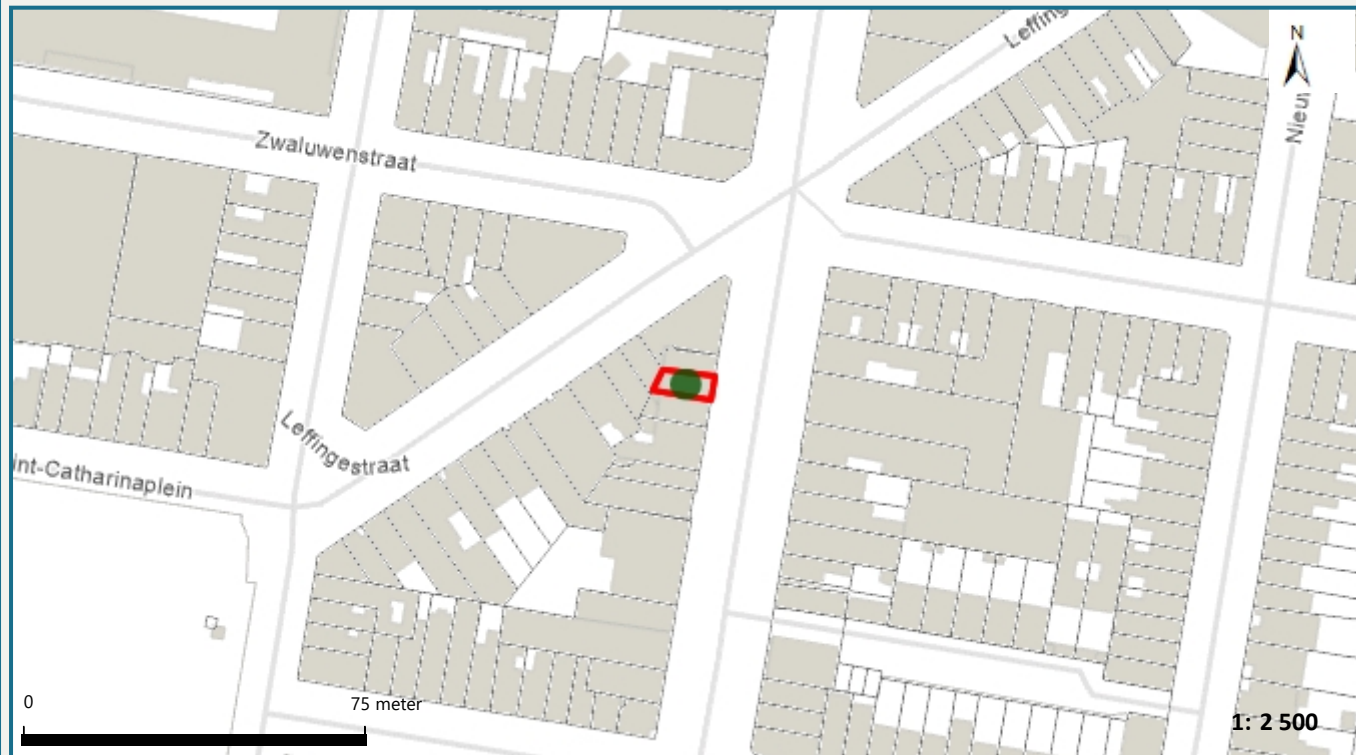 Leffing
N
Nieu
Zwaluwenstraat
Leffingestraat
int-Catharinaplein
0
75 meter
1: 2 500